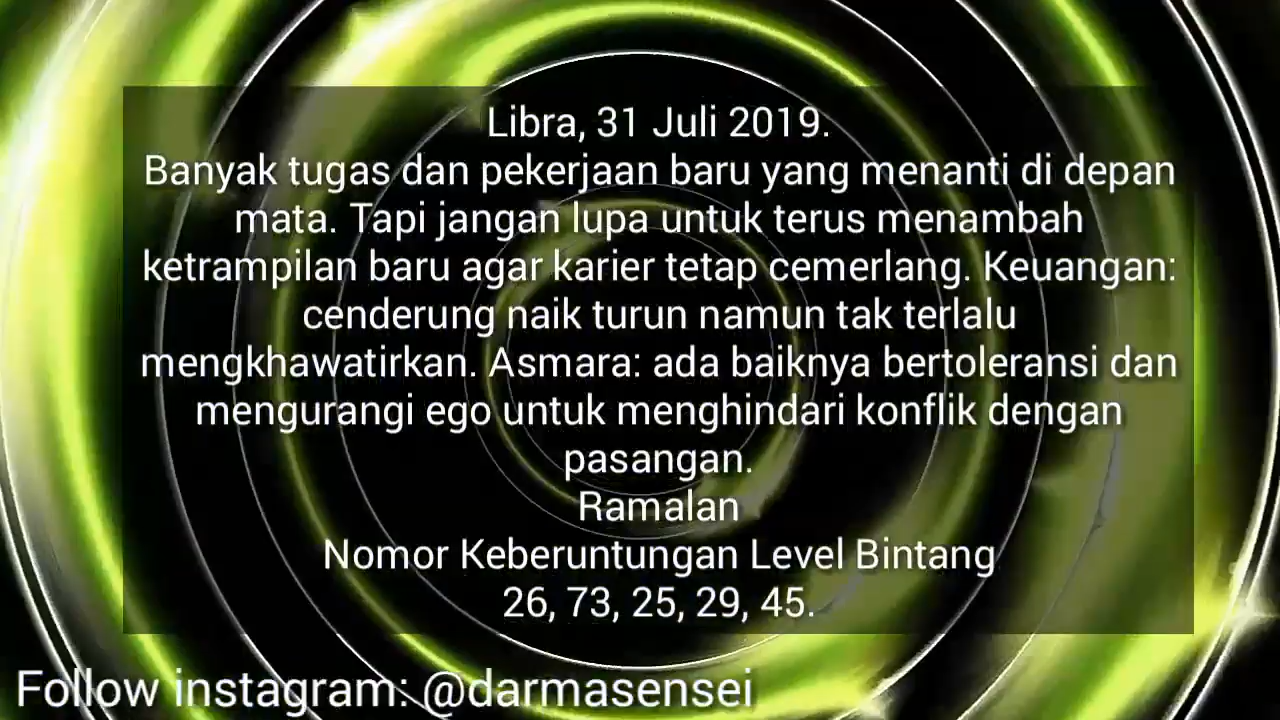 Libra, 31 Juli 2019.
Banyak tugas dan pekerjaan baru yang menanti di depan
mata. Tapi jangan lupa untuk terus menambah
ketrampilan baru agar karier tetap cemerlang. Keuangan:
cenderung naik turun namun tak terlalu
mengkhawatirkan. Asmara: ada baiknya bertoleransi dan
mengurangi ego untuk menghindari konflik dengan
pasangan.
Ramalan
Nomor Keberuntungan Level Bintang
26, 73, 25, 29, 45.
Follow instagram: @darmasensei